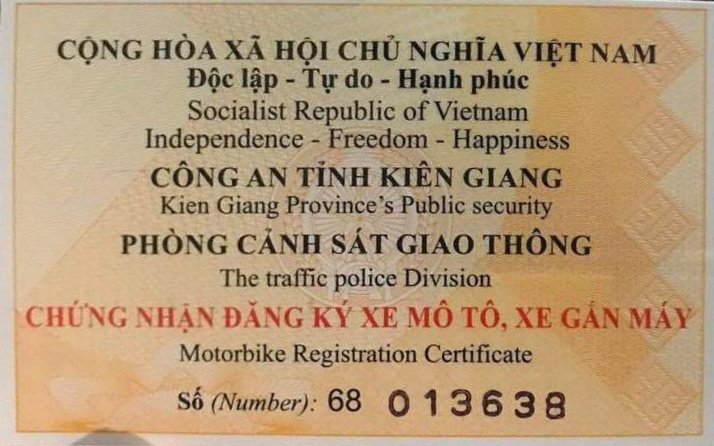 CỘNG HÒA XÃ HỘI CHỦ NGHĨA VIỆT NAM
Độc lập - Tự do - Hạnh phúc
Socialist Republic of Vietnam
Independence - Freedom - Happiness
CÔNG AN TỈNH KIÊN GIANG
Kien Giang Province's Public security
PHÒNG CẢNH SÁT GIAO THÔNG
The traffic police Division
CHỨNG NHẬN ĐĂNG KÝ XE MÔ TÔ, XE GẮN MÁY
Motorbike Registration Certificate
Số (Number): 68 013638